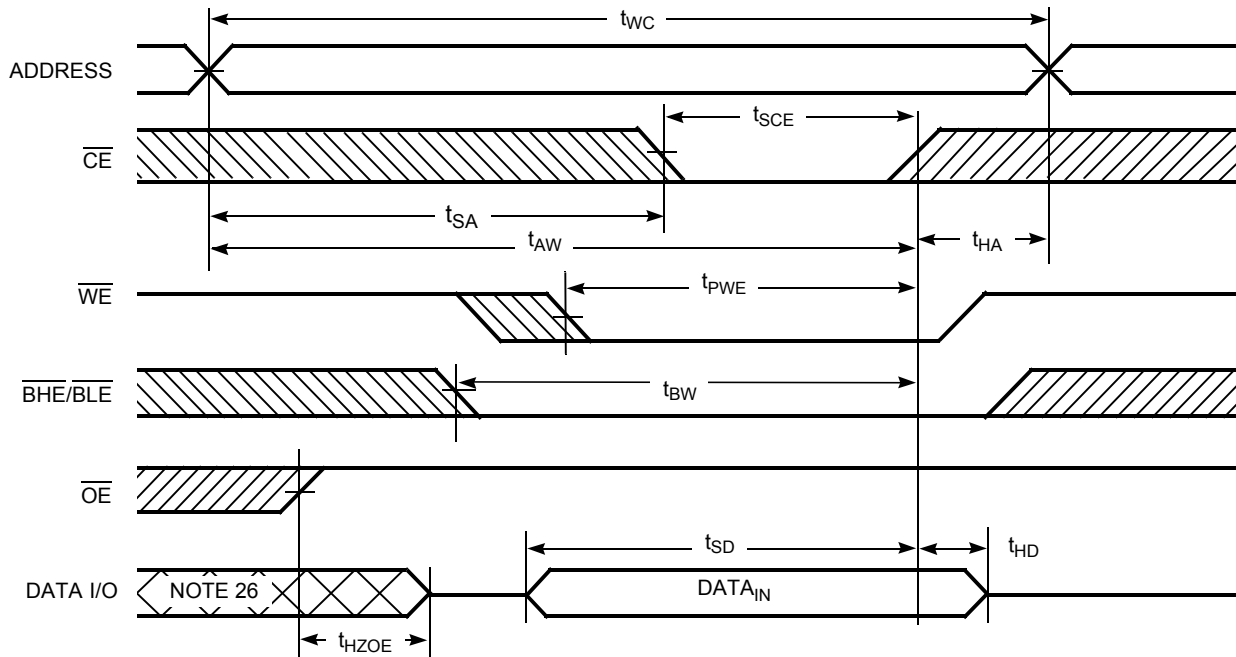 tWC
ADDRESS
tSCE
CE
tSA
tAW
tHA
WE
tPWE
BHE/BLE
tBW
OE
tSD
tHD
DATA I/O
NOTE 26
DATAIN
tHZOE